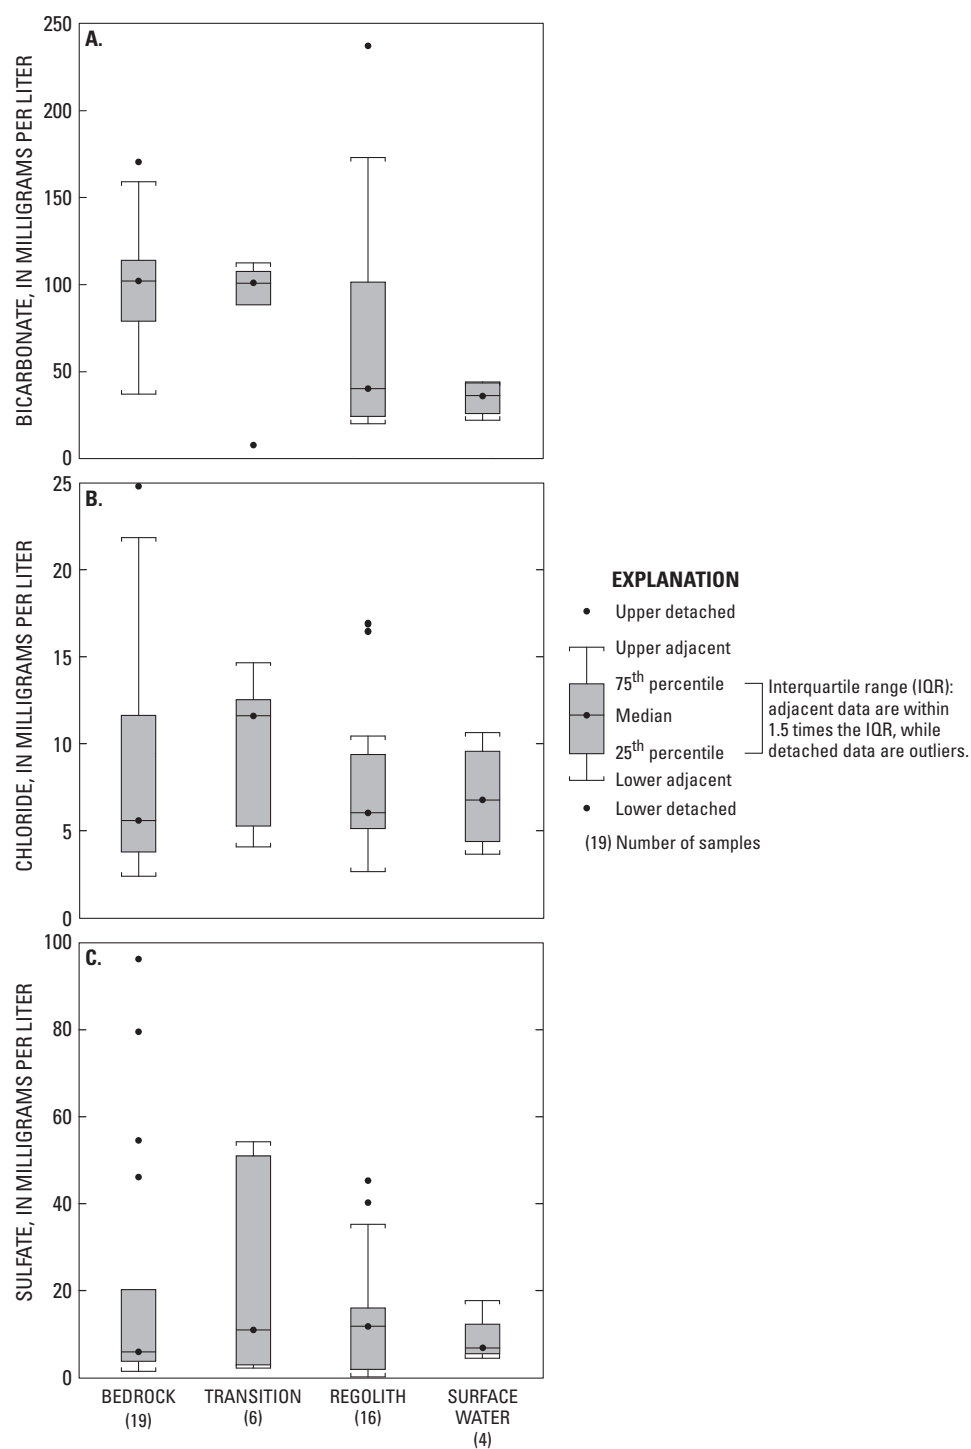 A.
BICARBONATE, IN MILLIGRAMS PER LITER
250
200
150
100
50
0
B.
CHLORIDE, IN MILLIGRAMS PER LITER
25
20
15
10
5
0
C.
SULFATE, IN MILLIGRAMS PER LITER
100
80
60
40
20
0
BEDROCK
(19)
TRANSITION
(6)
REGOLITH
(16)
SURFACE
WATER
(4)
EXPLANATION
Upper detached
Upper adjacent
75th percentile
Median
25th percentile
Lower adjacent
Lower detached
(19) Number of samples
Interquartile range (IQR):
adjacent data are within
1.5 times the IQR, while
detached data are outliers.